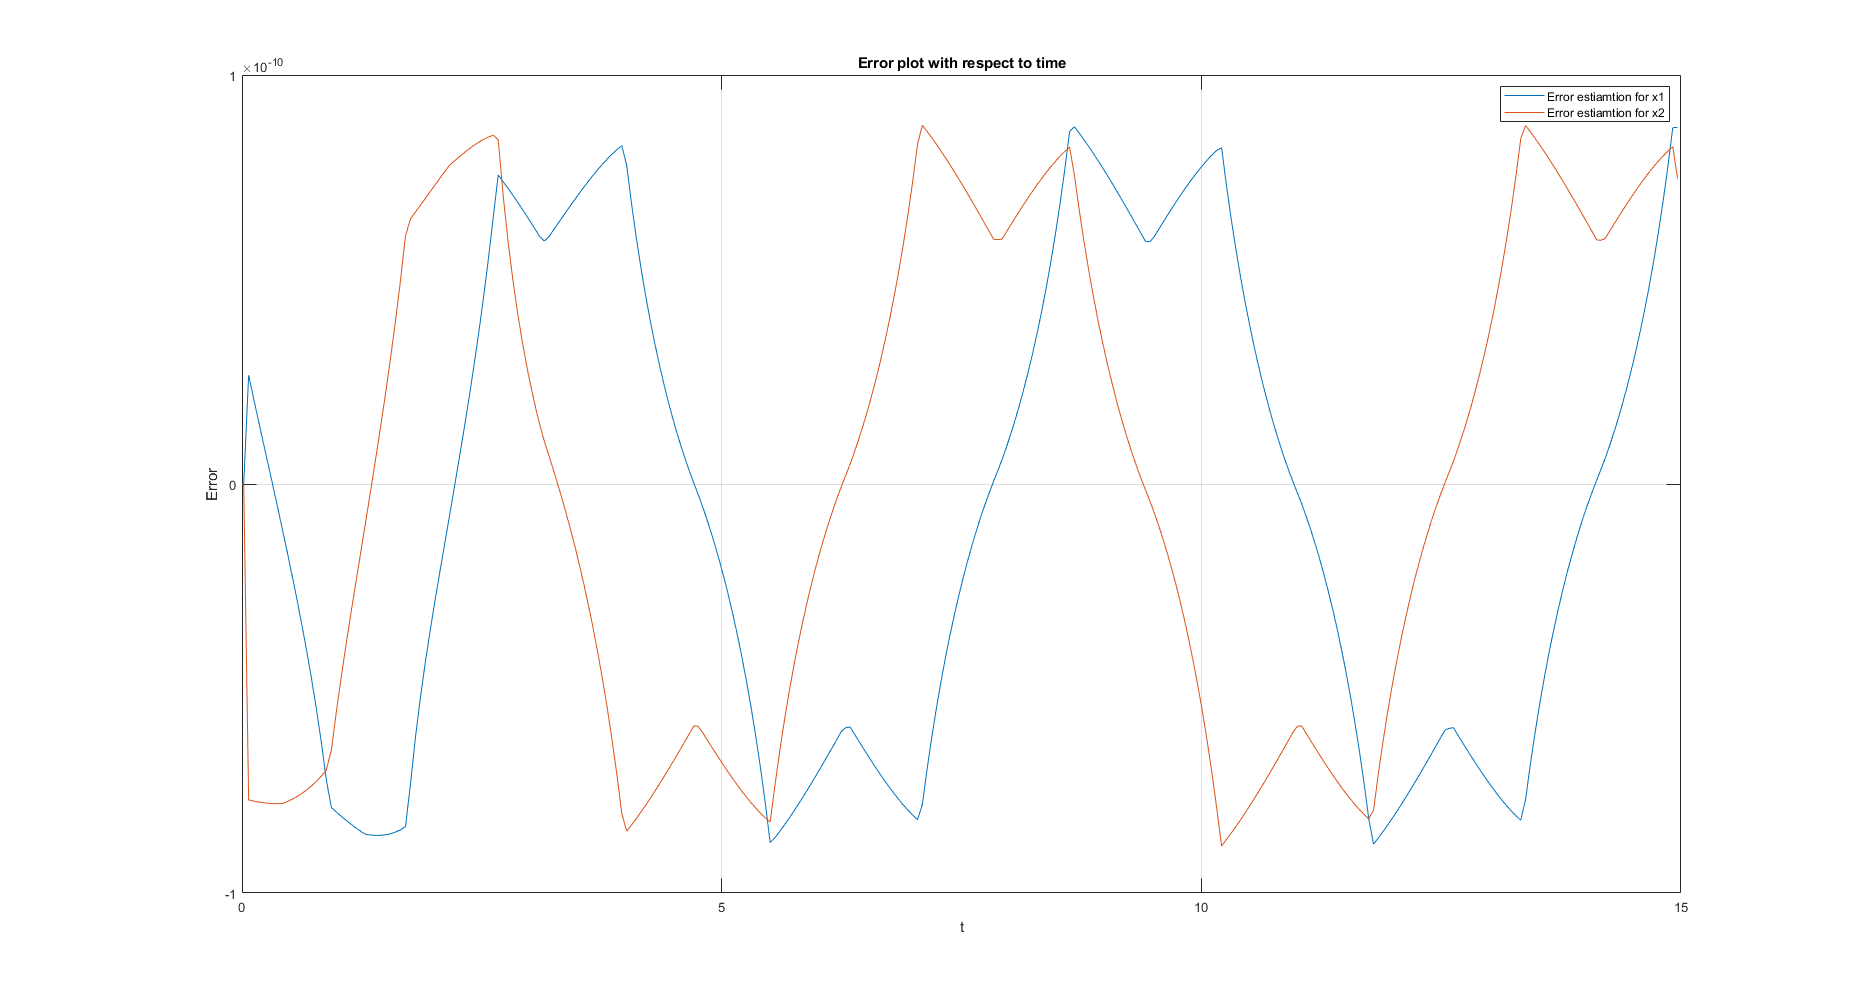 Error plot with respect to time
×10-10
1
0
-1
Error
0
5
10
15
t
Error estiamtion for x1
Error estiamtion for x2